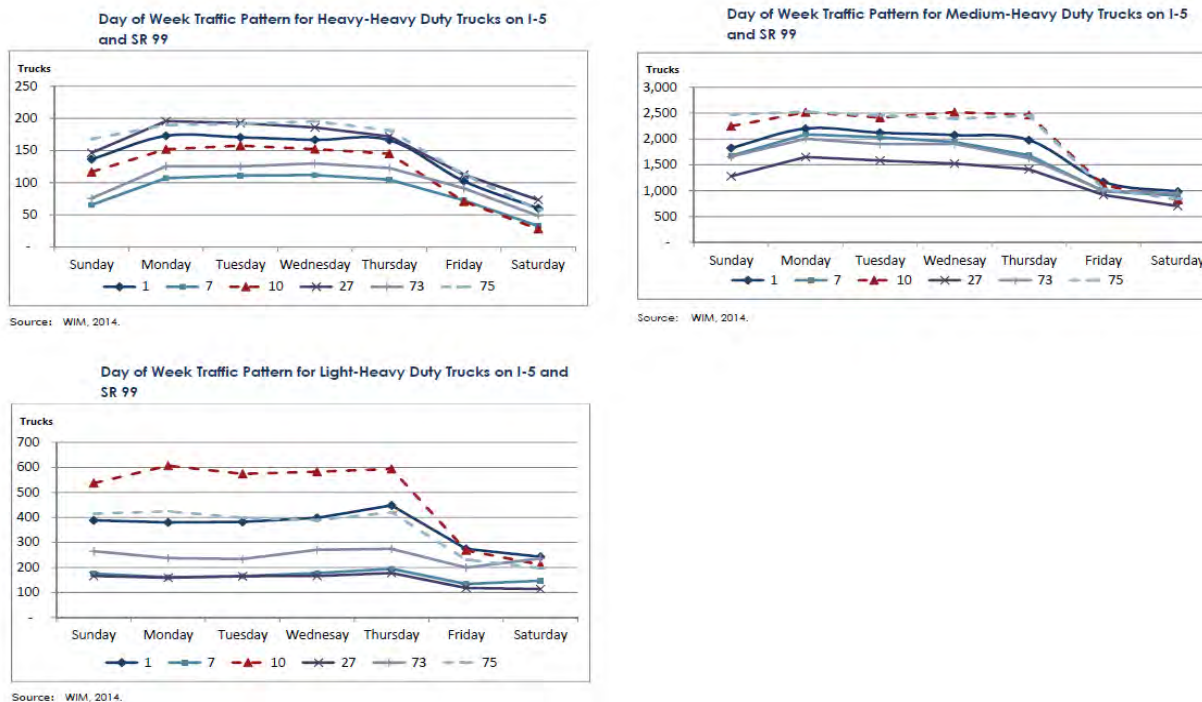 Day of Week Traffic Pattern for Heavy-Heavy Duty Trucks on I-5
and SR 99
Trucks
250
200
150
100
50
-
Sunday Monday Tuesday Wednesday Thursday Friday Saturday
1 7 10 27 73 75
Source: WIM, 2014.
Day of Week Traffic Pattern for Medium-Heavy Duty Trucks on I-5
and SR 99
Trucks
3,000
2,500
2,000
1,500
1,000
500
-
Sunday Monday Tuesday Wednesay Thursday Friday Saturday
1 7 10 27 73 75
Source: WIM, 2014.
Day of Week Traffic Pattern for Light-Heavy Duty Trucks on I-5 and
SR 99
Trucks
700
600
500
400
300
200
100
-
Sunday Monday Tuesday Wednesay Thursday Friday Saturday
1 7 10 27 73 75
Source: WIM, 2014.